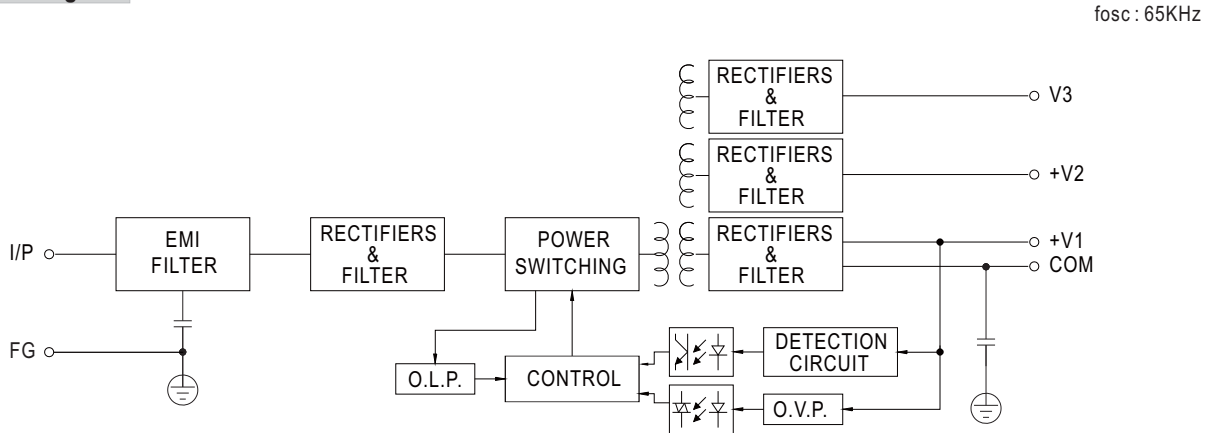 fosc : 65KHz
RECTIFIERS
&
FILTER
V3
RECTIFIERS
&
FILTER
+V2
I/P
EMI
FILTER
RECTIFIERS
&
FILTER
POWER
SWITCHING
RECTIFIERS
&
FILTER
+V1
COM
FG
O.L.P.
CONTROL
DETECTION
CIRCUIT
O.V.P.